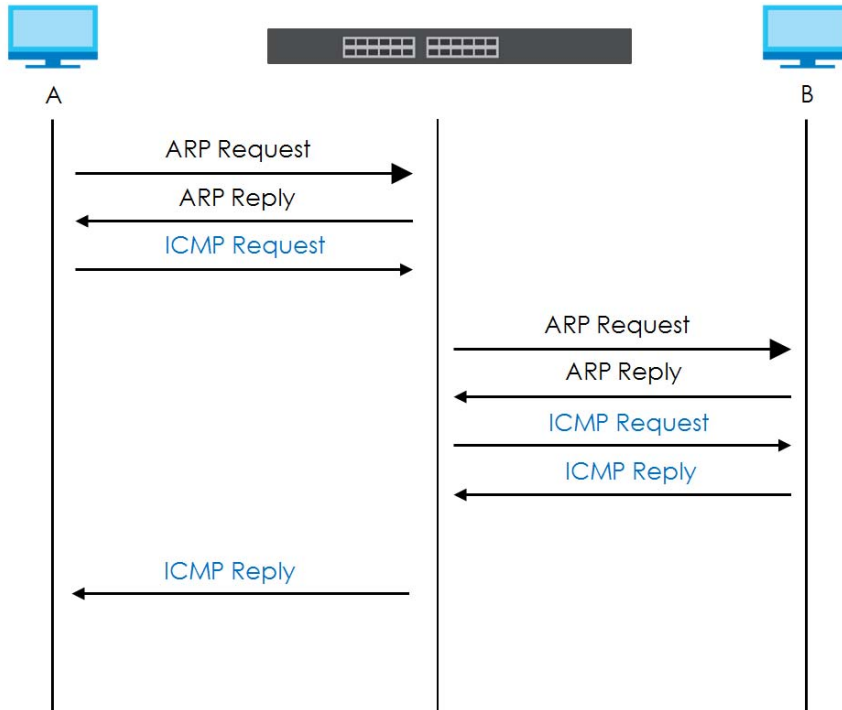 A
B
ARP Request
ARP Reply
ICMP Request
ARP Request
ARP Reply
ICMP Request
ICMP Reply
ICMP Reply